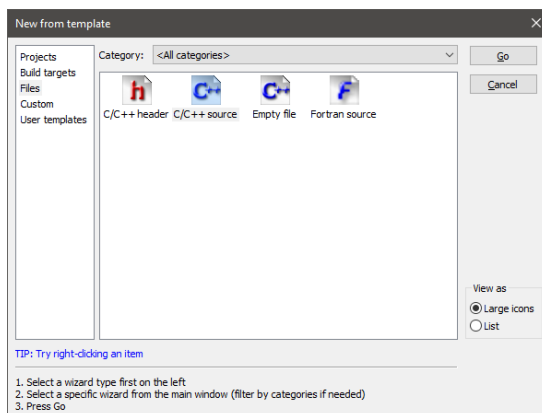 New from template
Projects
Build targets
Files
Custom
User templates
Category: <All categories>
Go
Cancel
h C++ C++ F
C/C++ header C/C++ source Empty file Fortran source
View as
Large icons
List
TIP: Try right-clicking an item
1. Select a wizard type first on the left
2. Select a specific wizard from the main window (filter by categories if needed)
3. Press Go